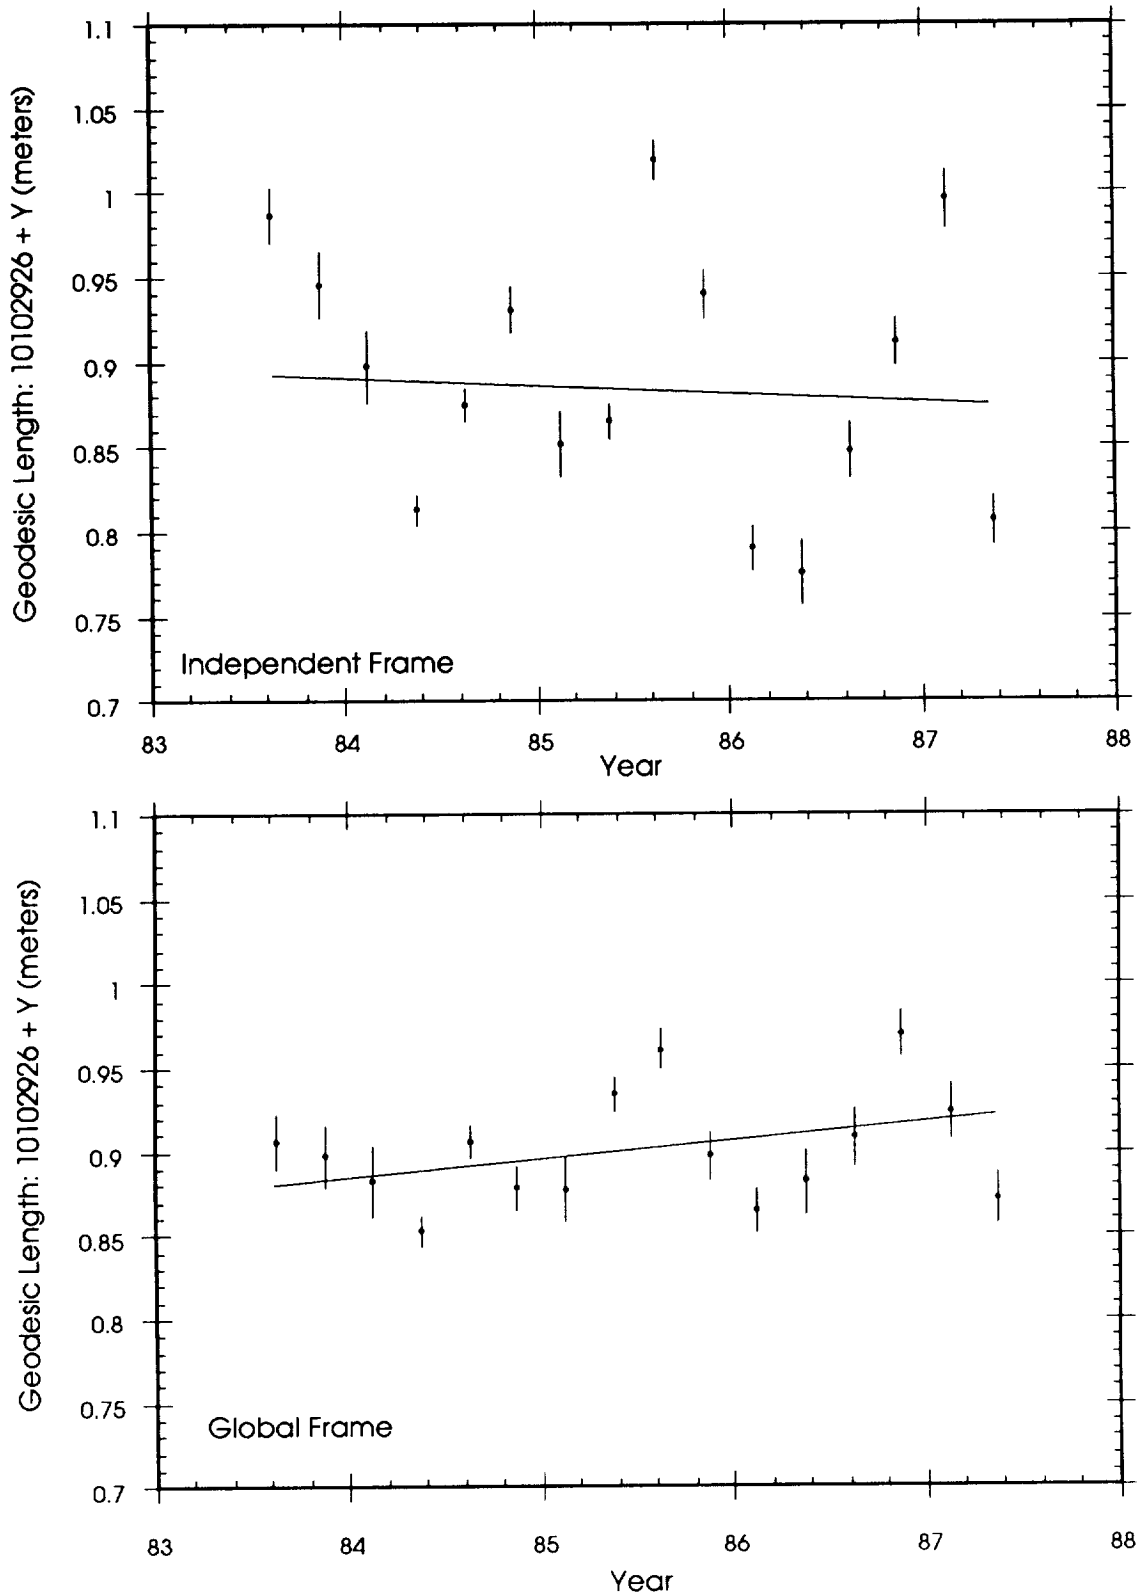 Geodesic Length: 10102926 + Y (meters)
1.1
1.05
1
0.95
0.9
0.85
0.8
0.75
0.7
Independent Frame
83 84 85 86 87 88
Year
Geodesic Length: 10102926 + Y (meters)
1.1
1.05
1
0.95
0.9
0.85
0.8
0.75
0.7
Global Frame
83 84 85 86 87 88
Year